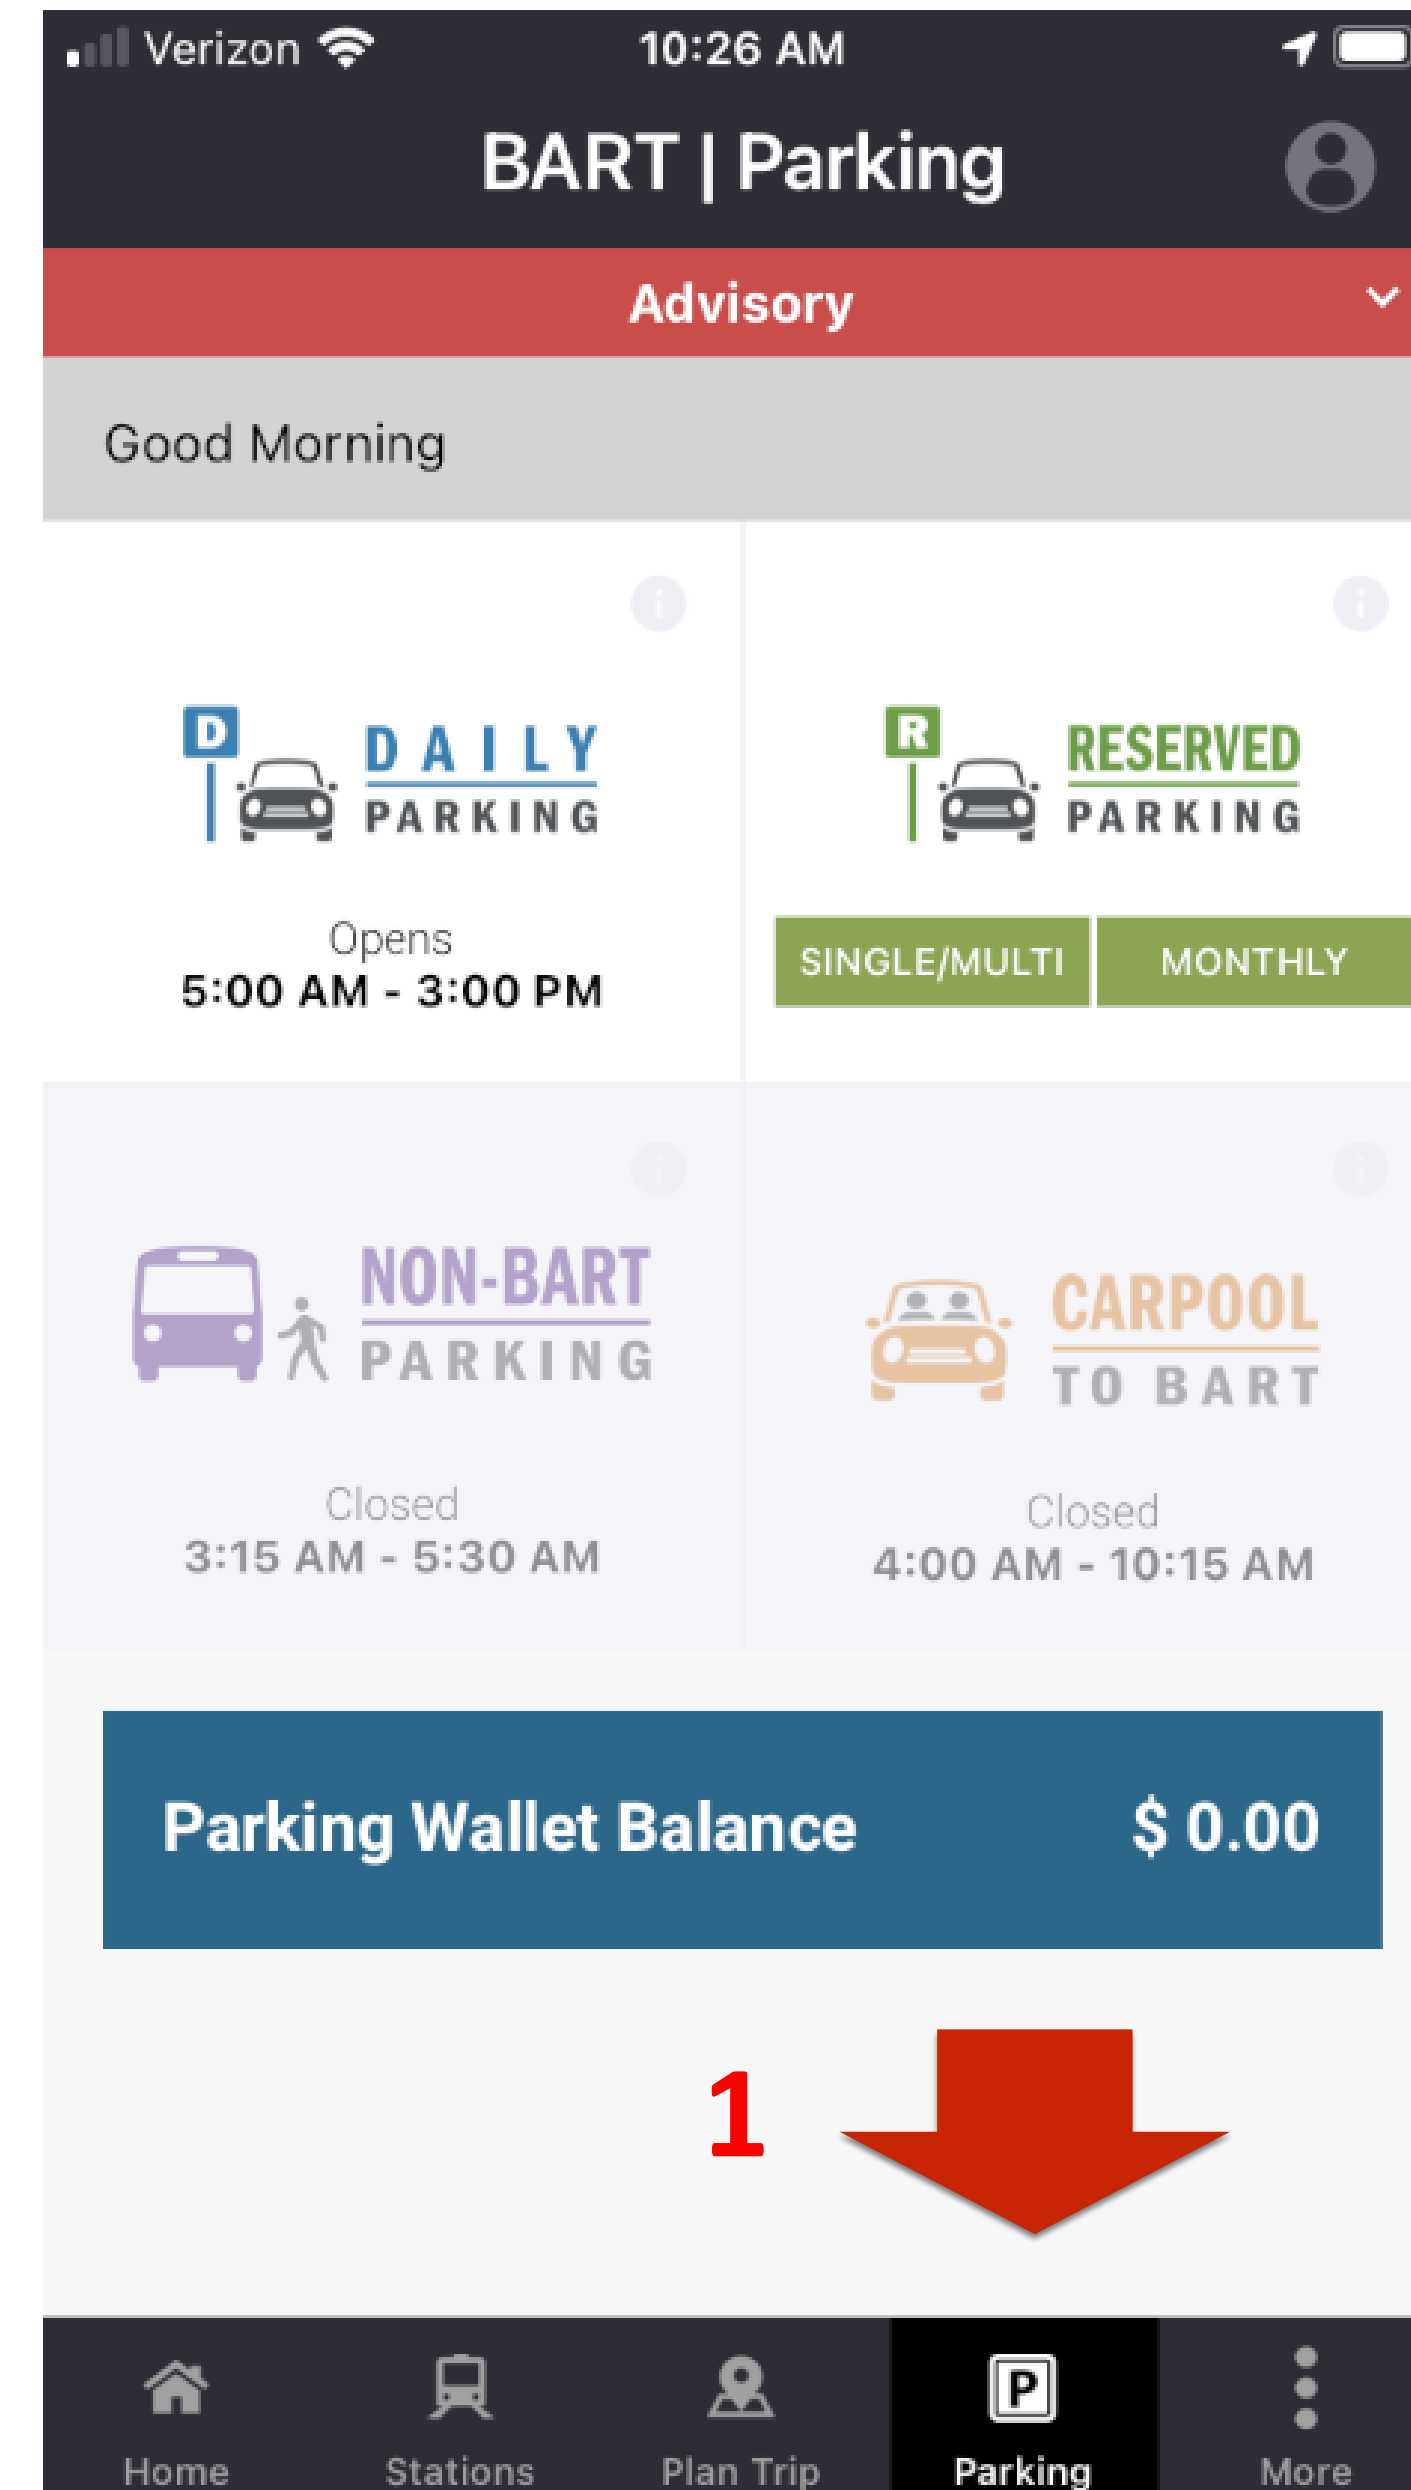 Verizon 10:26 AM
BART | Parking
Advisory
Good Morning
D DAILY
PARKING
Opens
5:00 AM - 3:00 PM
R RESERVED
PARKING
SINGLE/MULTI MONTHLY
NON-BART
PARKING
Closed
3:15 AM - 5:30 AM
CARPOOL
TO BART
Closed
4:00 AM - 10:15 AM
Parking Wallet Balance $ 0.00
1
P
Home Stations Plan Trip Parking More